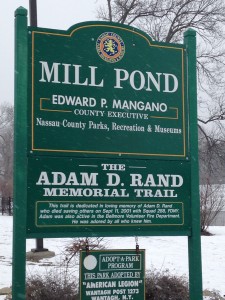 MILL POND
EDWARD P. MANGANO
COUNTY EXECUTIVE
Nassau County Parks, Recreation & Museums
THE
ADAM D. RAND
MEMORIAL TRAIL
This trail is dedicated in loving memory of Adam D. Rand
who died saving others on Sept 11, 2001 with Squad 288, FDNY.
Adam was also active in the Bellmore Volunteer Fire Department.
He was adored by all who knew him.
ADOPT-A-PARK
PROGRAM
THIS PARK ADOPTED BY
"AMERICAN LEGION"
WANTAGH POST 1273
WANTAGH, N.Y.